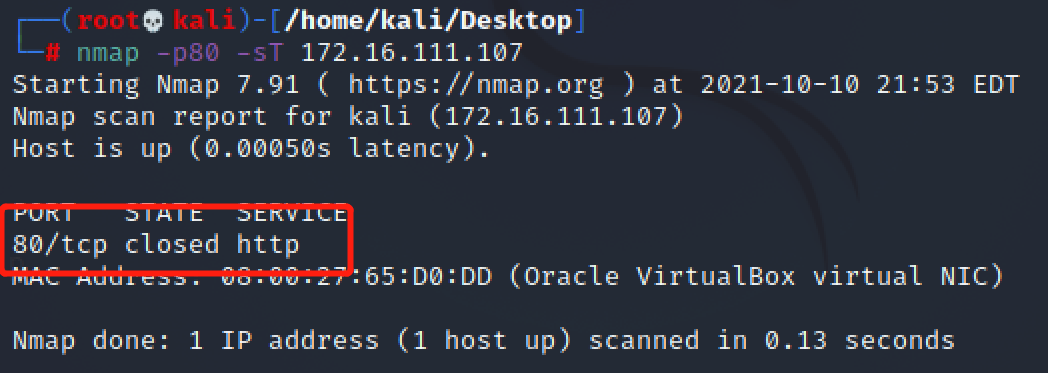 ┌──(root💀kali)-[/home/kali/Desktop]
└─# nmap -p80 -sT 172.16.111.107
Starting Nmap 7.91 ( https://nmap.org ) at 2021-10-10 21:53 EDT
Nmap scan report for kali (172.16.111.107)
Host is up (0.00050s latency).
PORT   STATE  SERVICE
80/tcp closed http
MAC Address: 08:00:27:65:D0:DD (Oracle VirtualBox virtual NIC)
Nmap done: 1 IP address (1 host up) scanned in 0.13 seconds